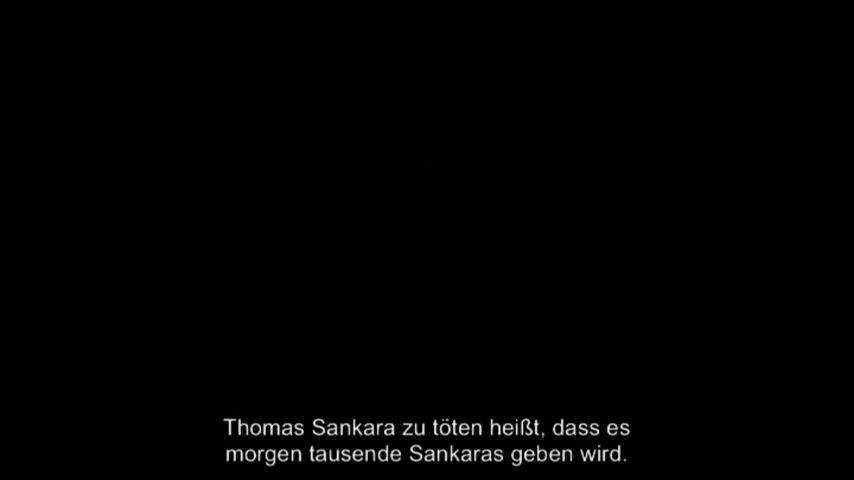 Thomas Sankara zu töten heißt, dass es
morgen tausende Sankaras geben wird.